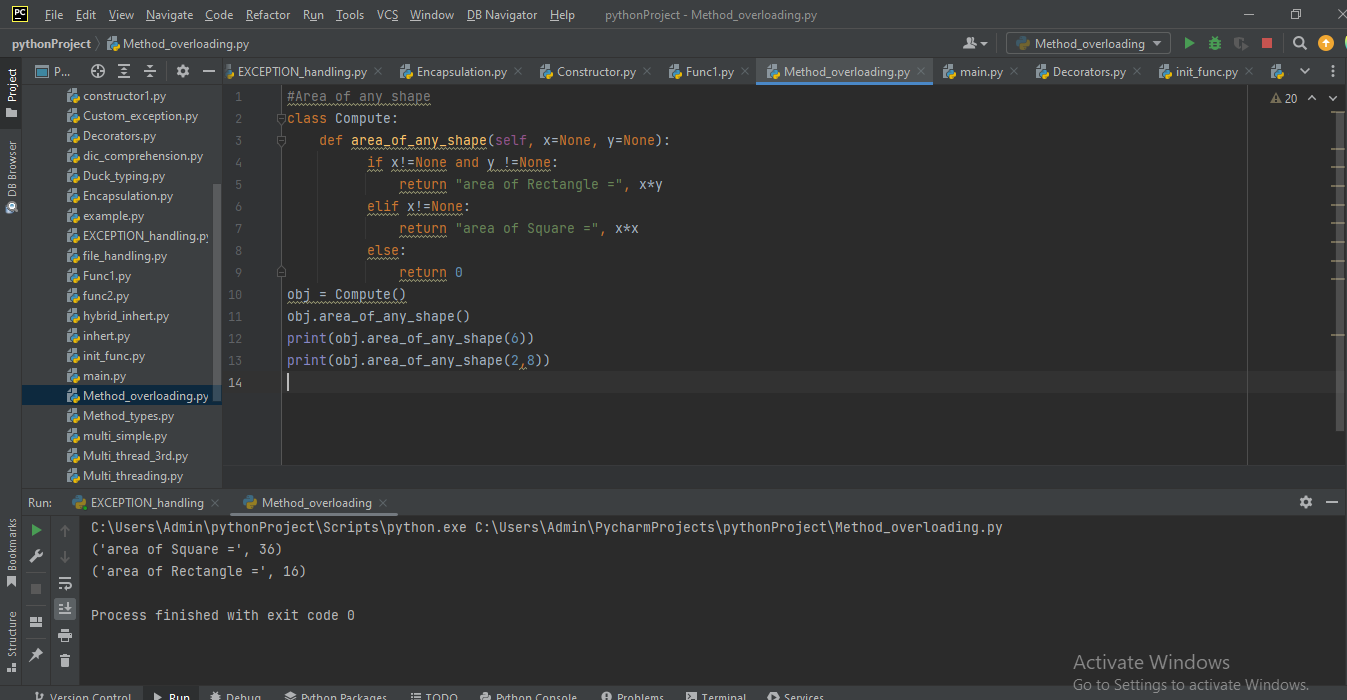 PC File Edit View Navigate Code Refactor Run Tools VCS Window DB Navigator Help pythonProject - Method_overloading.py
pythonProject Method_overloading.py Method_overloading
Project P... EXCEPTION_handling.py Encapsulation.py Constructor.py Func1.py Method_overloading.py main.py Decorators.py init_func.py
DB Browser
constructor1.py
Custom_exception.py
Decorators.py
dic_comprehension.py
Duck_typing.py
Encapsulation.py
example.py
EXCEPTION_handling.py
file_handling.py
Func1.py
func2.py
hybrid_inhert.py
inhert.py
init_func.py
main.py
Method_overloading.py
Method_types.py
multi_simple.py
Multi_thread_3rd.py
Multi_threading.py
20
1 #Area of any shape
2 class Compute:
3 def area_of_any_shape(self, x=None, y=None):
4 if x!=None and y !=None:
5 return "area of Rectangle =", x*y
6 elif x!=None:
7 return "area of Square =", x*x
8 else:
9 return 0
10 obj = Compute()
11 obj.area_of_any_shape()
12 print(obj.area_of_any_shape(6))
13 print(obj.area_of_any_shape(2,8))
14
Run: EXCEPTION_handling Method_overloading
C:\Users\Admin\pythonProject\Scripts\python.exe C:\Users\Admin\PycharmProjects\pythonProject\Method_overloading.py
('area of Square =', 36)
('area of Rectangle =', 16)
Process finished with exit code 0
Bookmarks
Structure
Activate Windows
Go to Settings to activate Windows.
Version Control Run Debug Python Packages TODO Python Console Problems Terminal Services